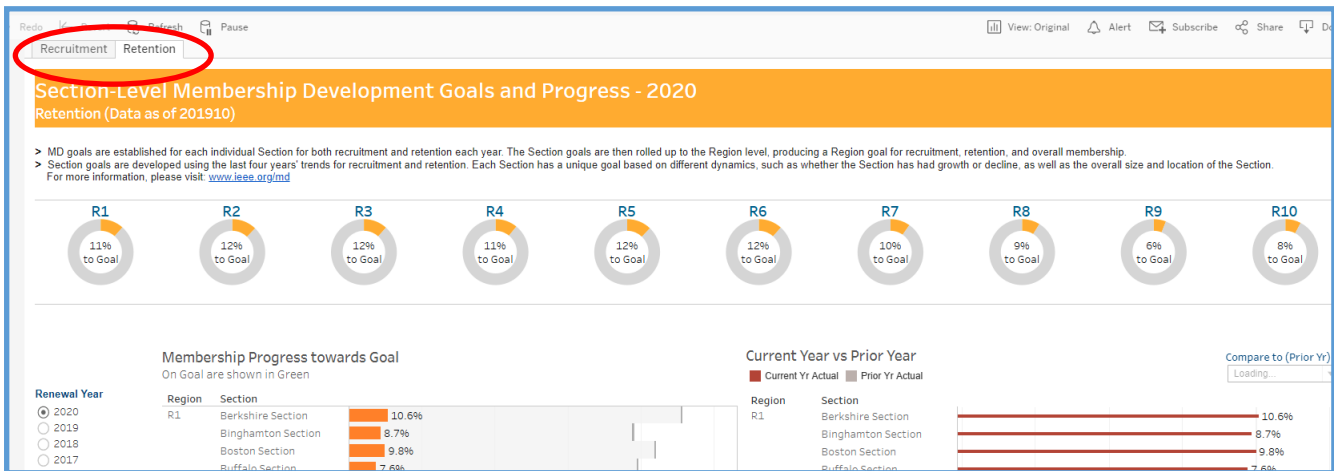 Redo Refresh Pause View: Original Alert Subscribe Share
Recruitment Retention
Section-Level Membership Development Goals and Progress - 2020
Retention (Data as of 201910)
> MD goals are established for each individual Section for both recruitment and retention each year. The Section goals are then rolled up to the Region level, producing a Region goal for recruitment, retention, and overall membership.
> Section goals are developed using the last four years' trends for recruitment and retention. Each Section has a unique goal based on different dynamics, such as whether the Section has had growth or decline, as well as the overall size and location of the Section.
For more information, please visit: www.ieee.org/md
R1 R2 R3 R4 R5 R6 R7 R8 R9 R10
11% 12% 12% 11% 12% 12% 10% 9% 6% 8%
to Goal to Goal to Goal to Goal to Goal to Goal to Goal to Goal to Goal to Goal
Membership Progress towards Goal
On Goal are shown in Green
Current Year vs Prior Year
Current Yr Actual Prior Yr Actual
Compare to (Prior Yr)
Loading...
Renewal Year
2020
2019
2018
2017
Region Section
R1 Berkshire Section 10.6%
Binghamton Section 8.7%
Boston Section 9.8%
Buffalo Section 7.6%
Region Section
R1 Berkshire Section 10.6%
Binghamton Section 8.7%
Boston Section 9.8%
Buffalo Section 7.6%